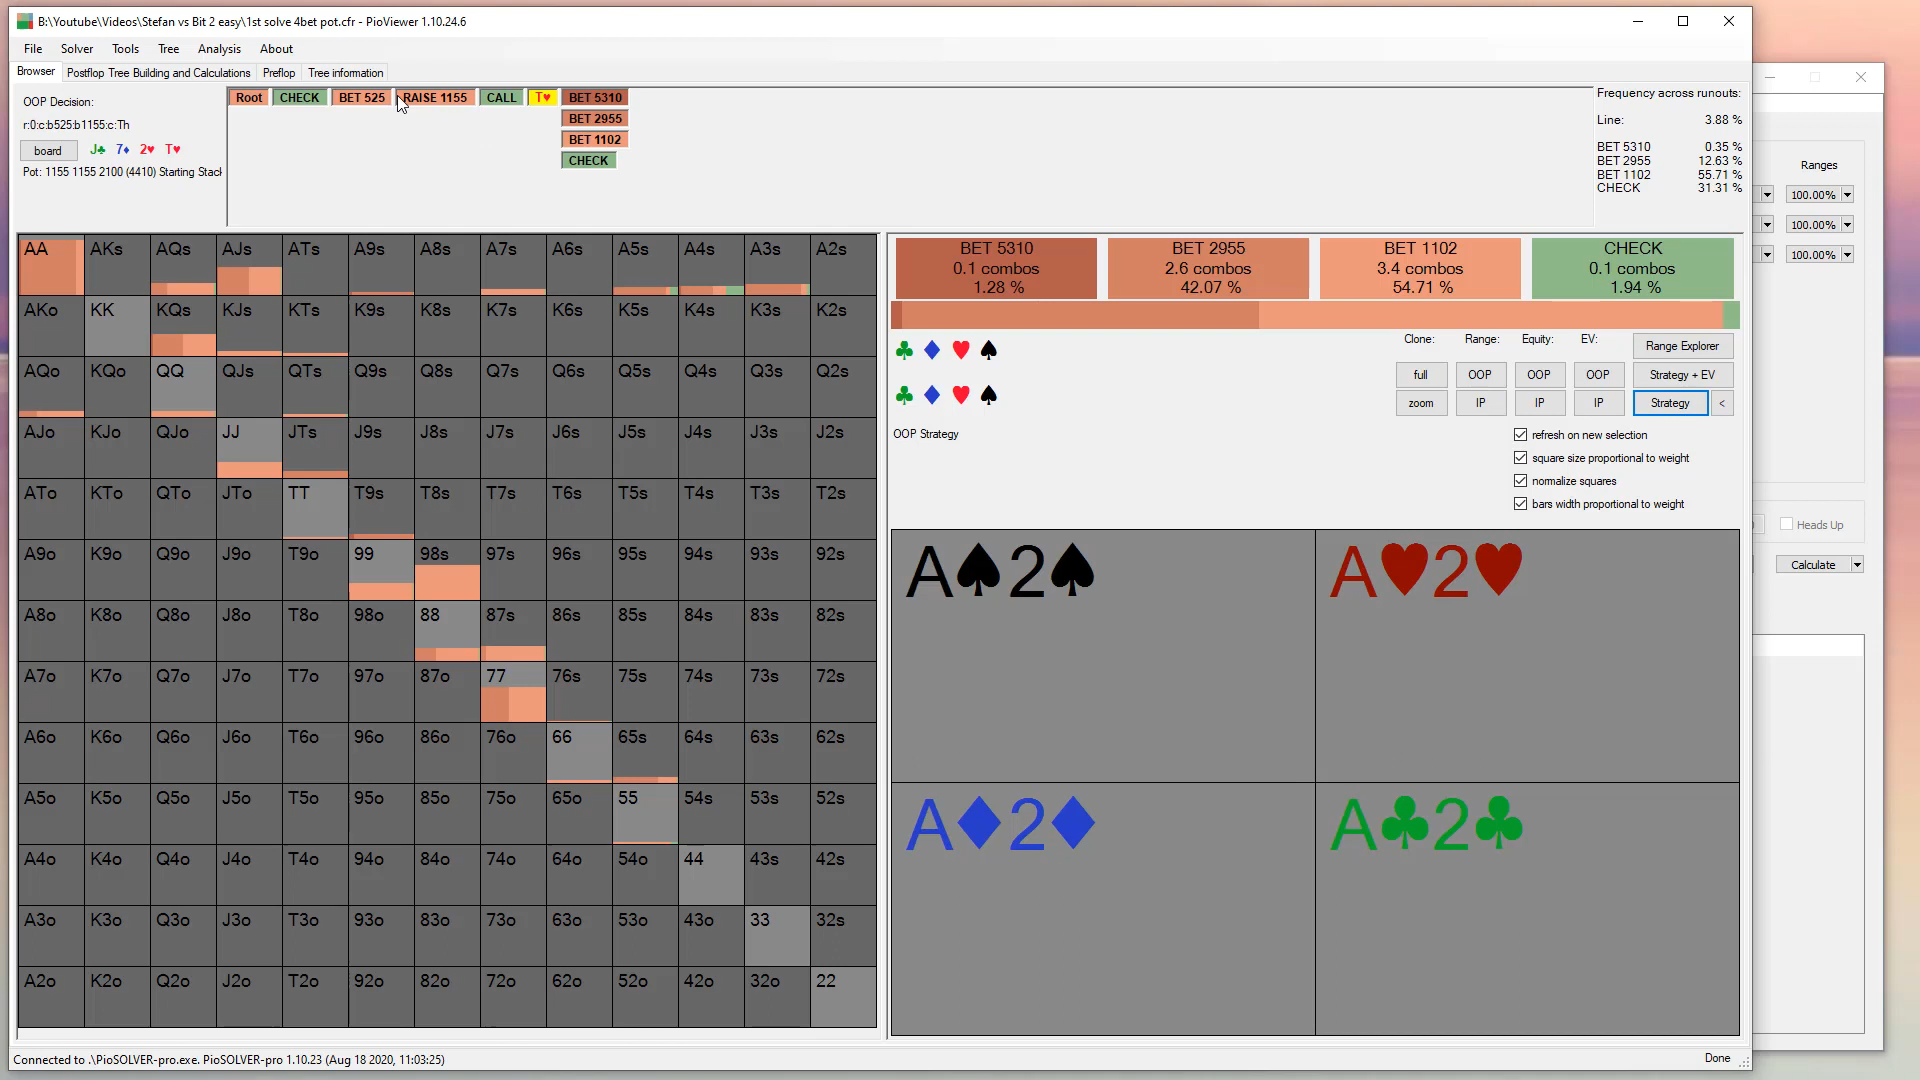 B:\Youtube\Videos\Stefan vs Bit 2 easy\1st solve 4bet pot.cfr - PioViewer 1.10.24.6
File Solver Tools Tree Analysis About
Browser Postflop Tree Building and Calculations Preflop Tree information
OOP Decision:
r:0:c:b525:b1155:c:Th
board J♣ 7♦ 2♥ T♥
Pot: 1155 1155 2100 (4410) Starting Stack
Root CHECK BET 525 RAISE 1155 CALL T♥ BET 5310
BET 2955
BET 1102
CHECK
Frequency across runouts:
Line: 3.88 %
BET 5310 0.35 %
BET 2955 12.63 %
BET 1102 55.71 %
CHECK 31.31 %
Ranges
100.00%
100.00%
100.00%
Heads Up
Calculate
AA AKs AQs AJs ATs A9s A8s A7s A6s A5s A4s A3s A2s
AKo KK KQs KJs KTs K9s K8s K7s K6s K5s K4s K3s K2s
AQo KQo QQ QJs QTs Q9s Q8s Q7s Q6s Q5s Q4s Q3s Q2s
AJo KJo QJo JJ JTs J9s J8s J7s J6s J5s J4s J3s J2s
ATo KTo QTo JTo TT T9s T8s T7s T6s T5s T4s T3s T2s
A9o K9o Q9o J9o T9o 99 98s 97s 96s 95s 94s 93s 92s
A8o K8o Q8o J8o T8o 98o 88 87s 86s 85s 84s 83s 82s
A7o K7o Q7o J7o T7o 97o 87o 77 76s 75s 74s 73s 72s
A6o K6o Q6o J6o T6o 96o 86o 76o 66 65s 64s 63s 62s
A5o K5o Q5o J5o T5o 95o 85o 75o 65o 55 54s 53s 52s
A4o K4o Q4o J4o T4o 94o 84o 74o 64o 54o 44 43s 42s
A3o K3o Q3o J3o T3o 93o 83o 73o 63o 53o 43o 33 32s
A2o K2o Q2o J2o T2o 92o 82o 72o 62o 52o 42o 32o 22
BET 5310 BET 2955 BET 1102 CHECK
0.1 combos 2.6 combos 3.4 combos 0.1 combos
1.28 % 42.07 % 54.71 % 1.94 %
♣ ♦ ♥ ♠
♣ ♦ ♥ ♠
Clone: Range: Equity: EV: Range Explorer
full OOP OOP OOP Strategy + EV
zoom IP IP IP Strategy <
OOP Strategy
refresh on new selection
square size proportional to weight
normalize squares
bars width proportional to weight
A♠2♠ A♥2♥
A♦2♦ A♣2♣
Connected to .\PioSOLVER-pro.exe. PioSOLVER-pro 1.10.23 (Aug 18 2020, 11:03:25)
Done